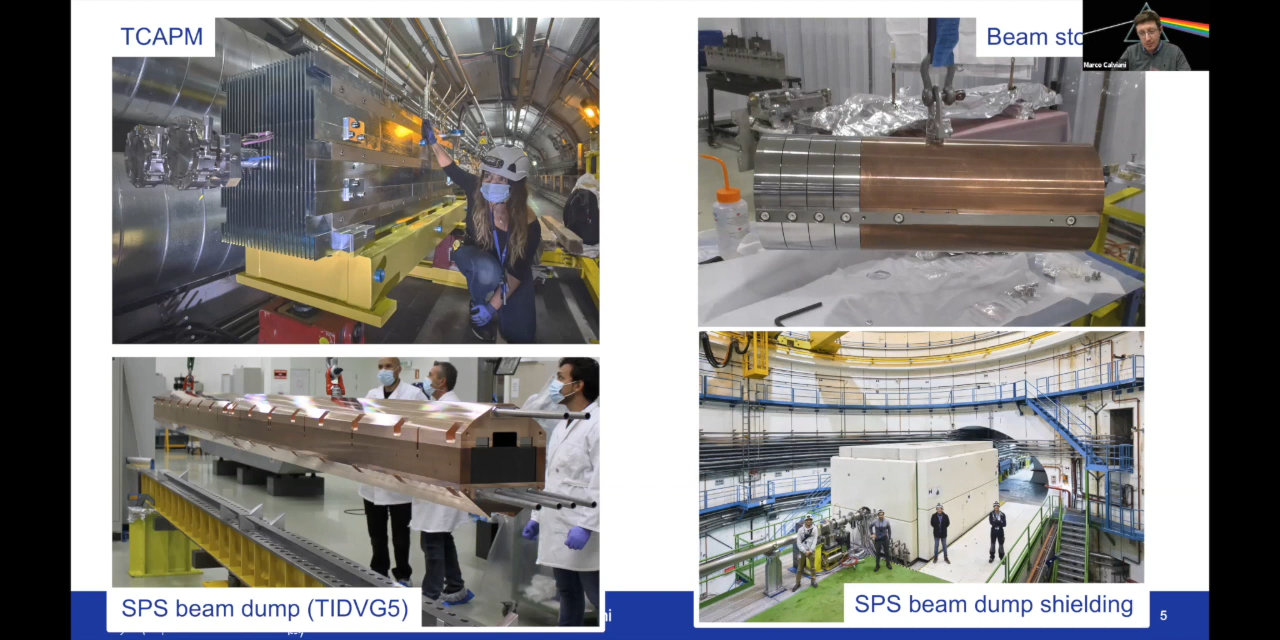 TCAPM
Beam sto
Marco Calviani
SPS beam dump (TIDVG5)
SPS beam dump shielding
5